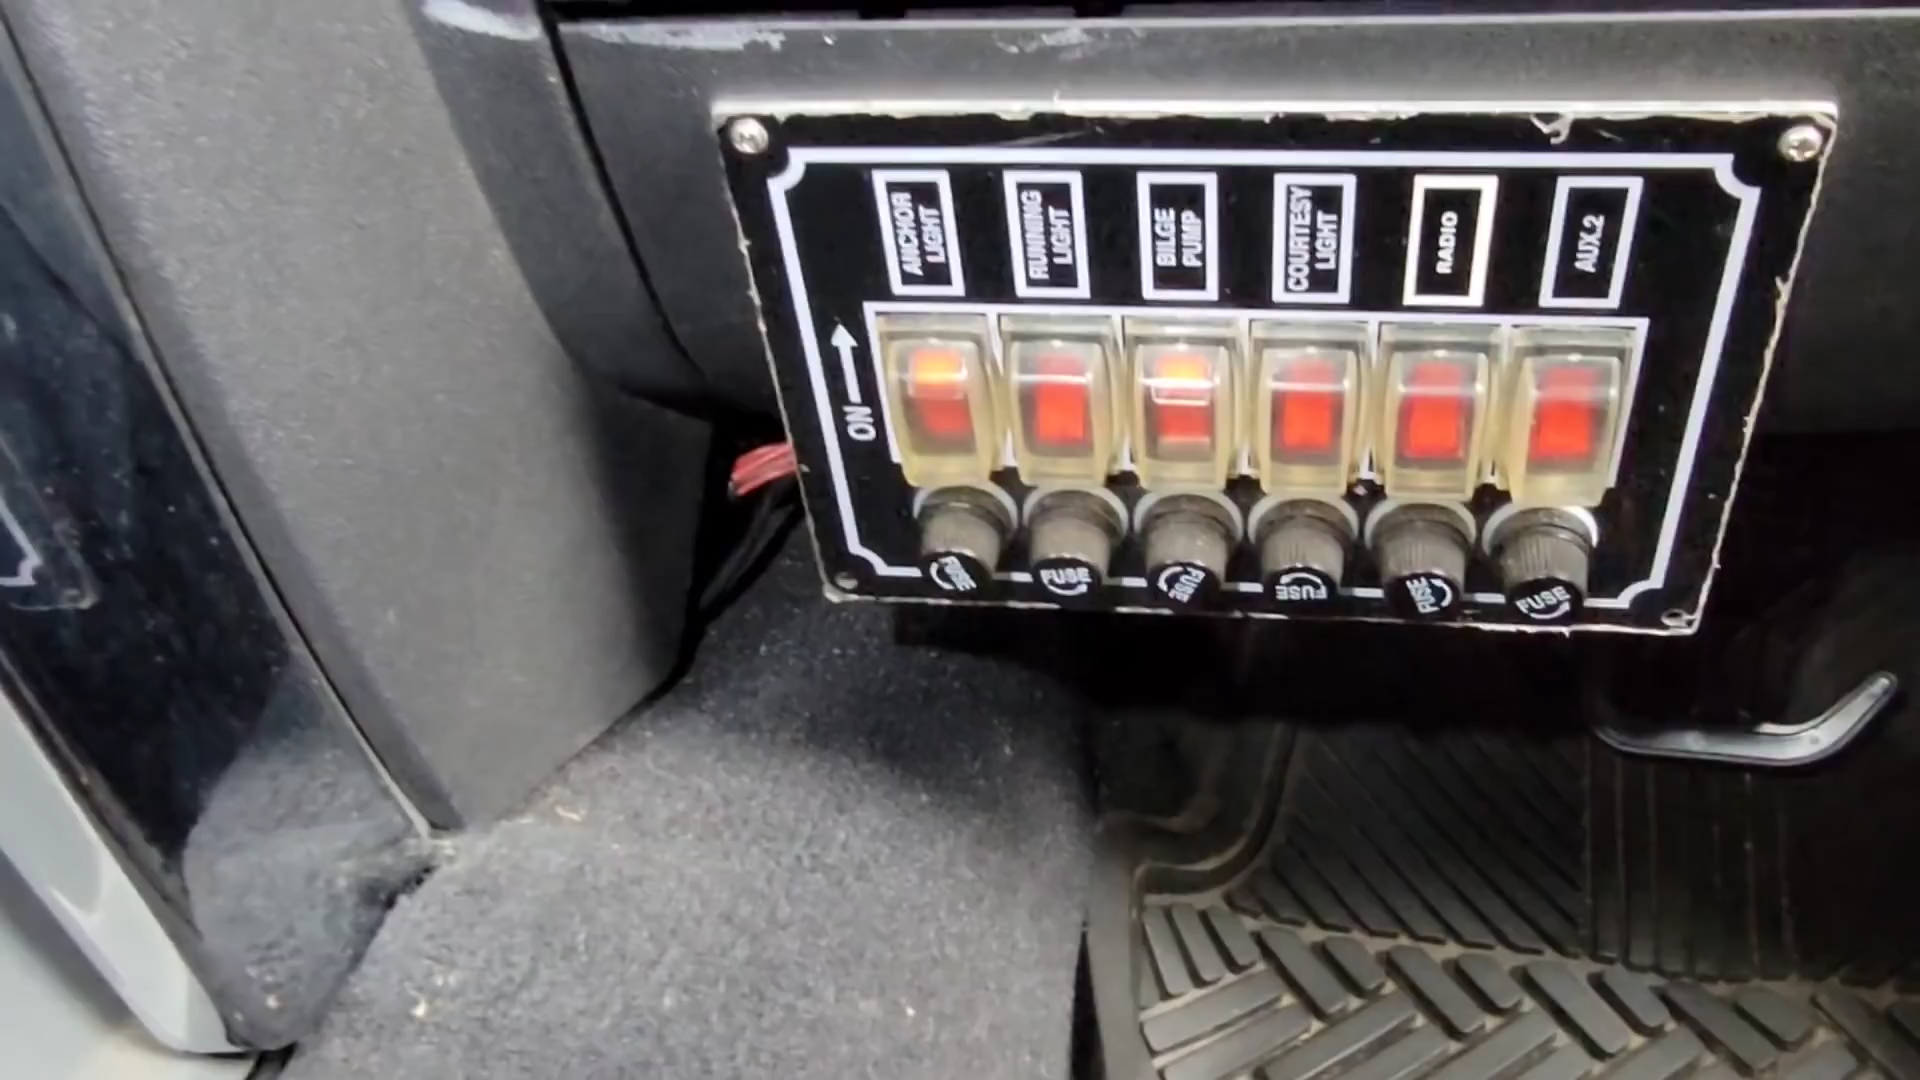 ANCHOR
LIGHT
RUNNING
LIGHT
BILGE
PUMP
COURTESY
LIGHT
RADIO
AUX.2
ON
FUSE
FUSE
FUSE
FUSE
FUSE
FUSE